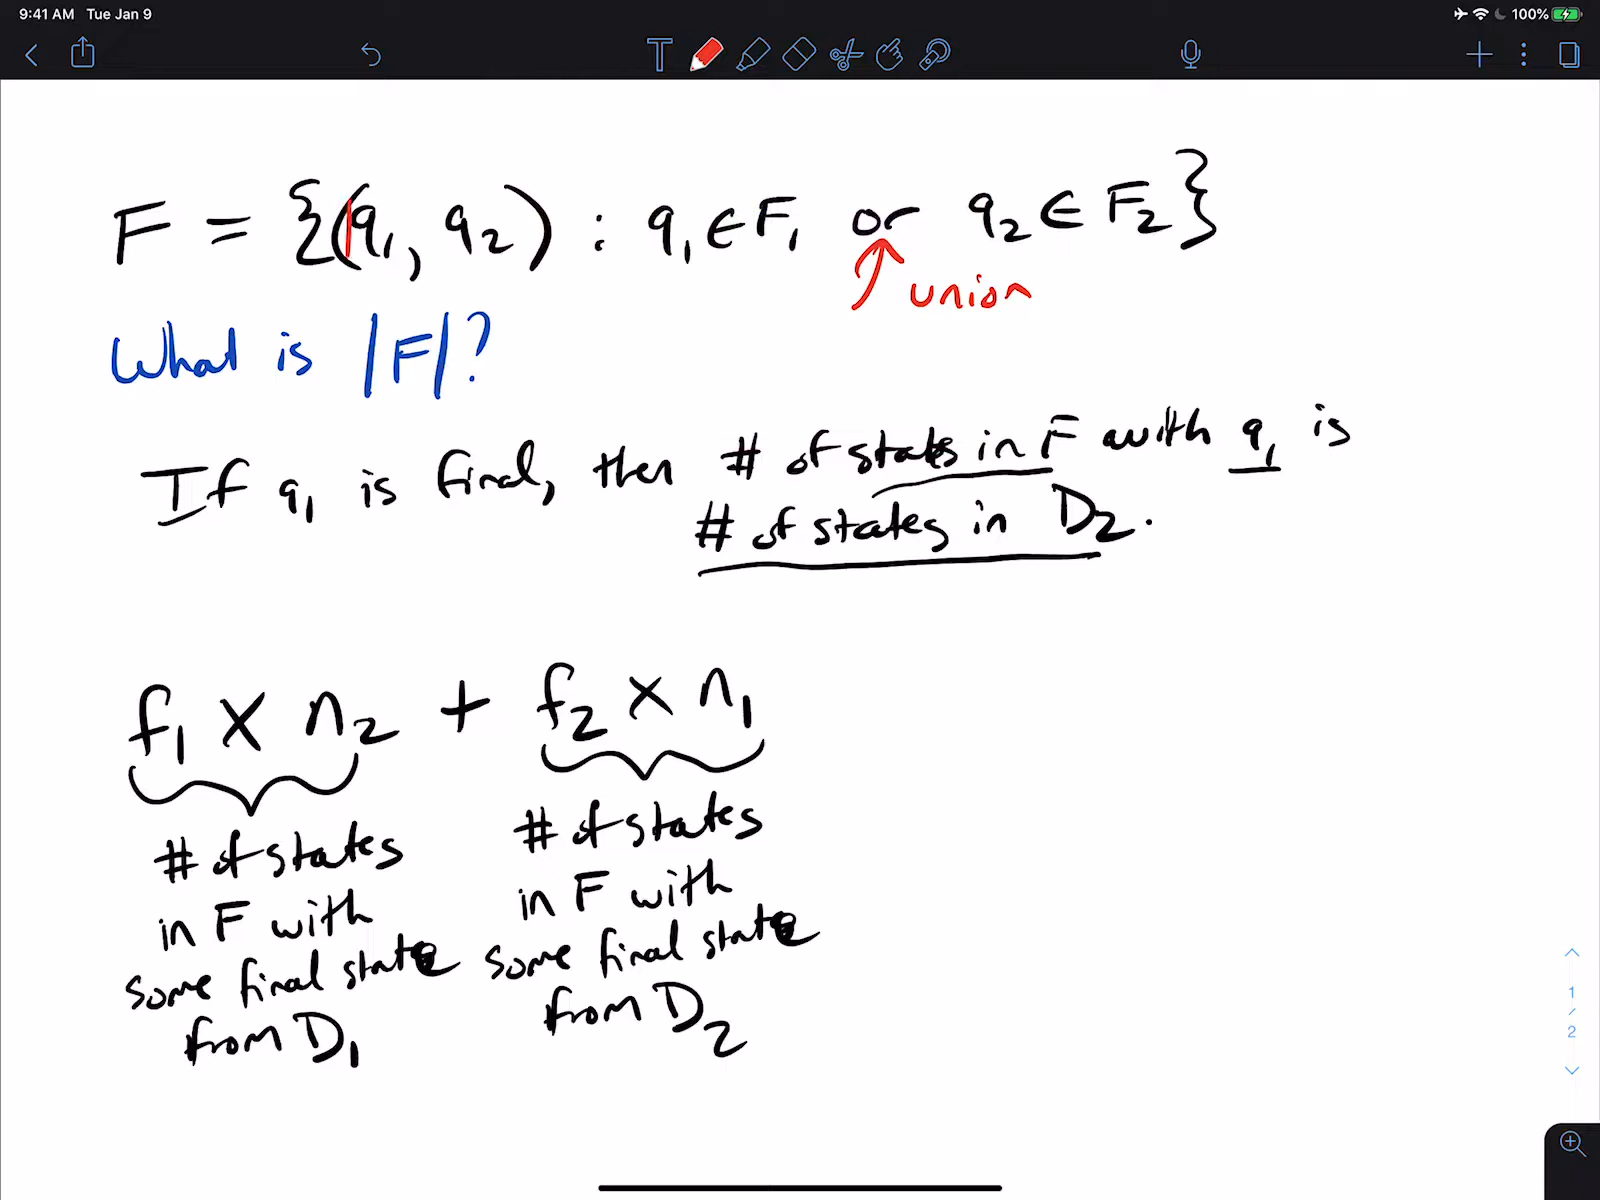 9:41 AM Tue Jan 9 100%
T
F = {(q₁, q₂) : q₁ ∈ F₁ or q₂ ∈ F₂}
union
What is |F|?
If q₁ is final, then # of states in F with q₁ is
# of states in D₂.
f₁ × n₂ + f₂ × n₁
# of states
in F with
some final state
from D₁
# of states
in F with
some final state
from D₂
1
/
2